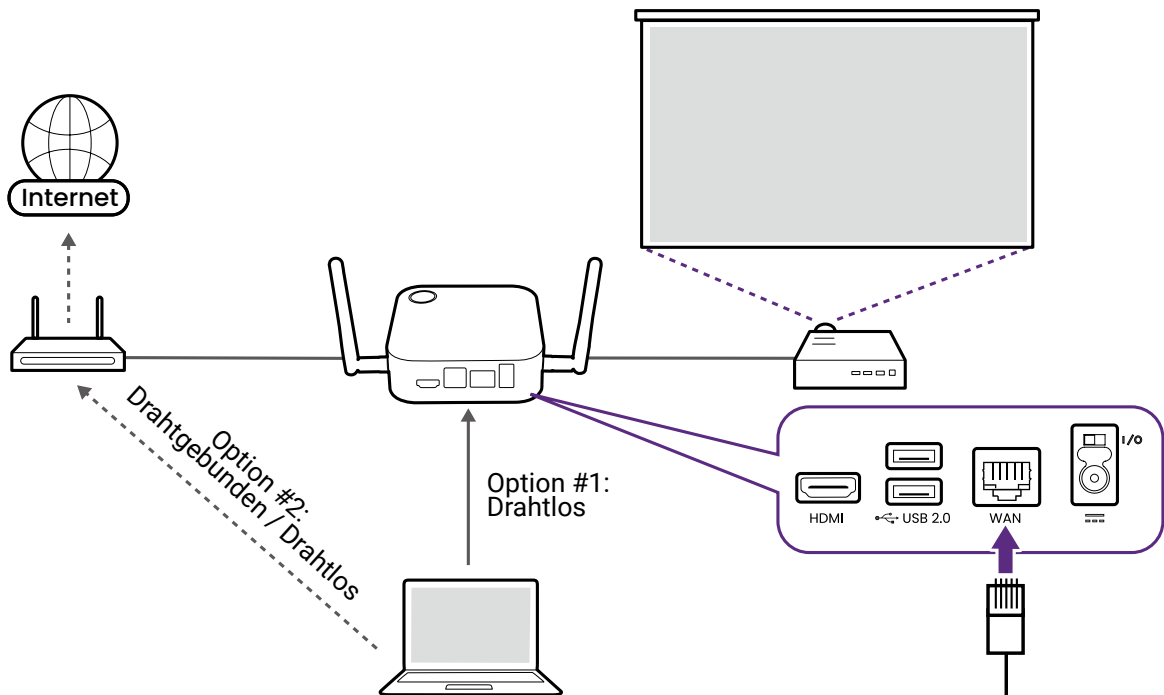 Internet
Option #2:
Drahtgebunden / Drahtlos
Option #1:
Drahtlos
I/O
HDMI
USB 2.0
WAN